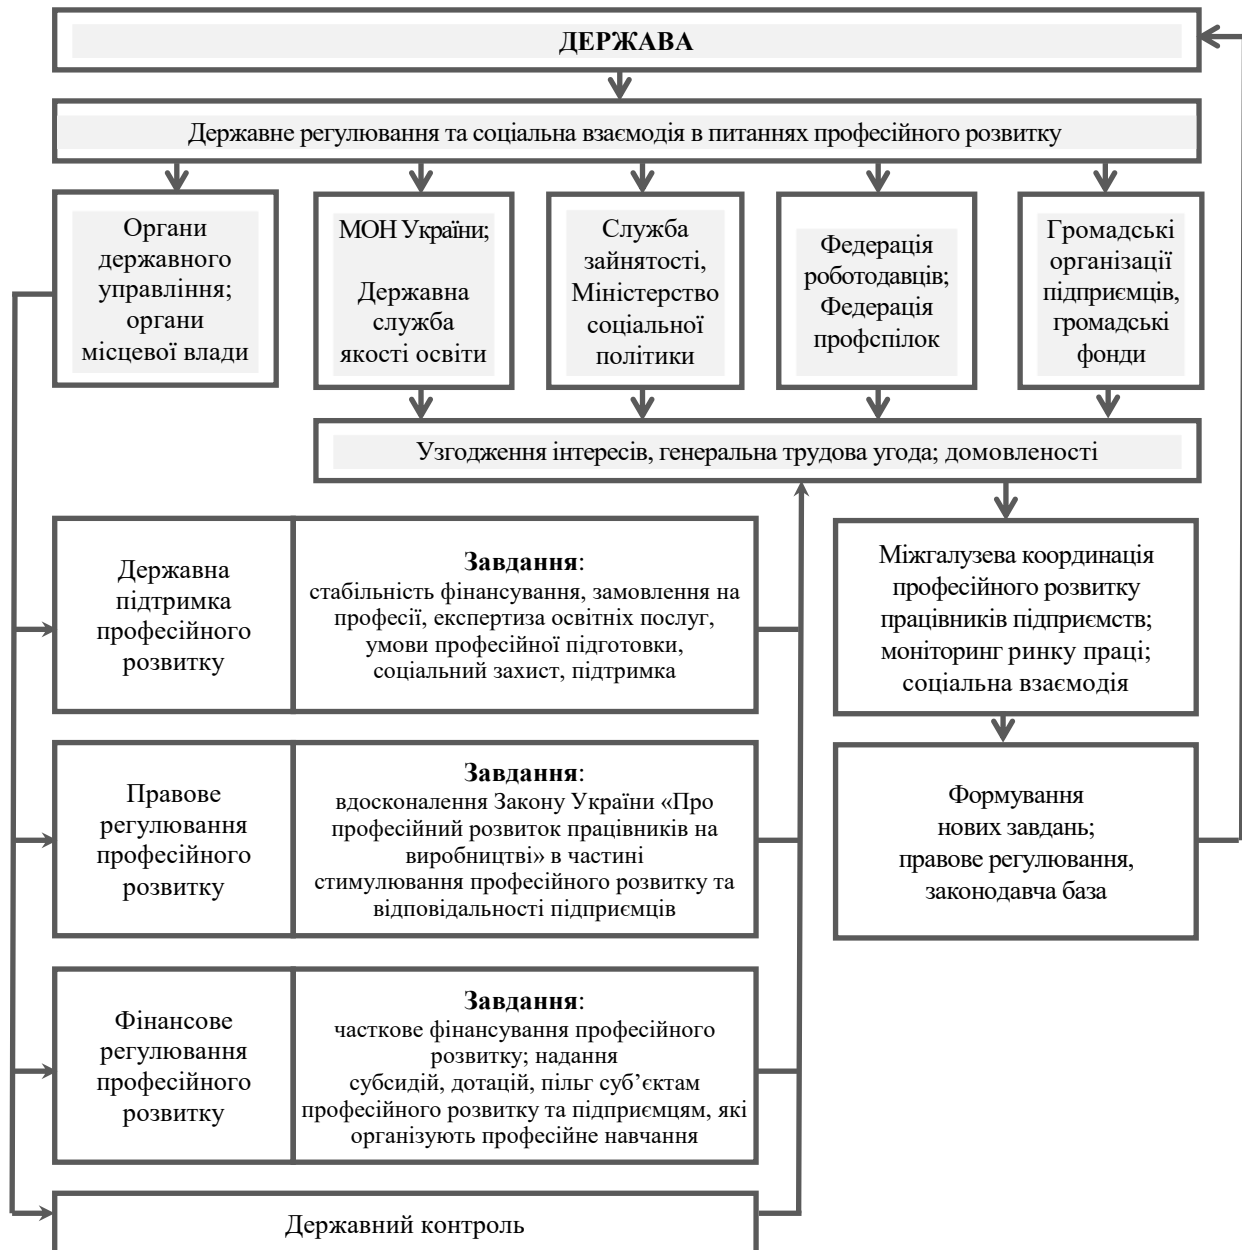 ДЕРЖАВА
Державне регулювання та соціальна взаємодія в питаннях професійного розвитку
Органи
державного
управління;
органи
місцевої влади
МОН України;
Державна
служба
якості освіти
Служба
зайнятості,
Міністерство
соціальної
політики
Федерація
роботодавців;
Федерація
профспілок
Громадські
організації
підприємців,
громадські
фонди
Узгодження інтересів, генеральна трудова угода; домовленості
Державна
підтримка
професійного
розвитку
Завдання:
стабільність фінансування, замовлення на
професії, експертиза освітніх послуг,
умови професійної підготовки,
соціальний захист, підтримка
Міжгалузева координація
професійного розвитку
працівників підприємств;
моніторинг ринку праці;
соціальна взаємодія
Правове
регулювання
професійного
розвитку
Завдання:
вдосконалення Закону України «Про
професійний розвиток працівників на
виробництві» в частині
стимулювання професійного розвитку та
відповідальності підприємців
Формування
нових завдань;
правове регулювання,
законодавча база
Фінансове
регулювання
професійного
розвитку
Завдання:
часткове фінансування професійного
розвитку; надання
субсидій, дотацій, пільг суб’єктам
професійного розвитку та підприємцям, які
організують професійне навчання
Державний контроль